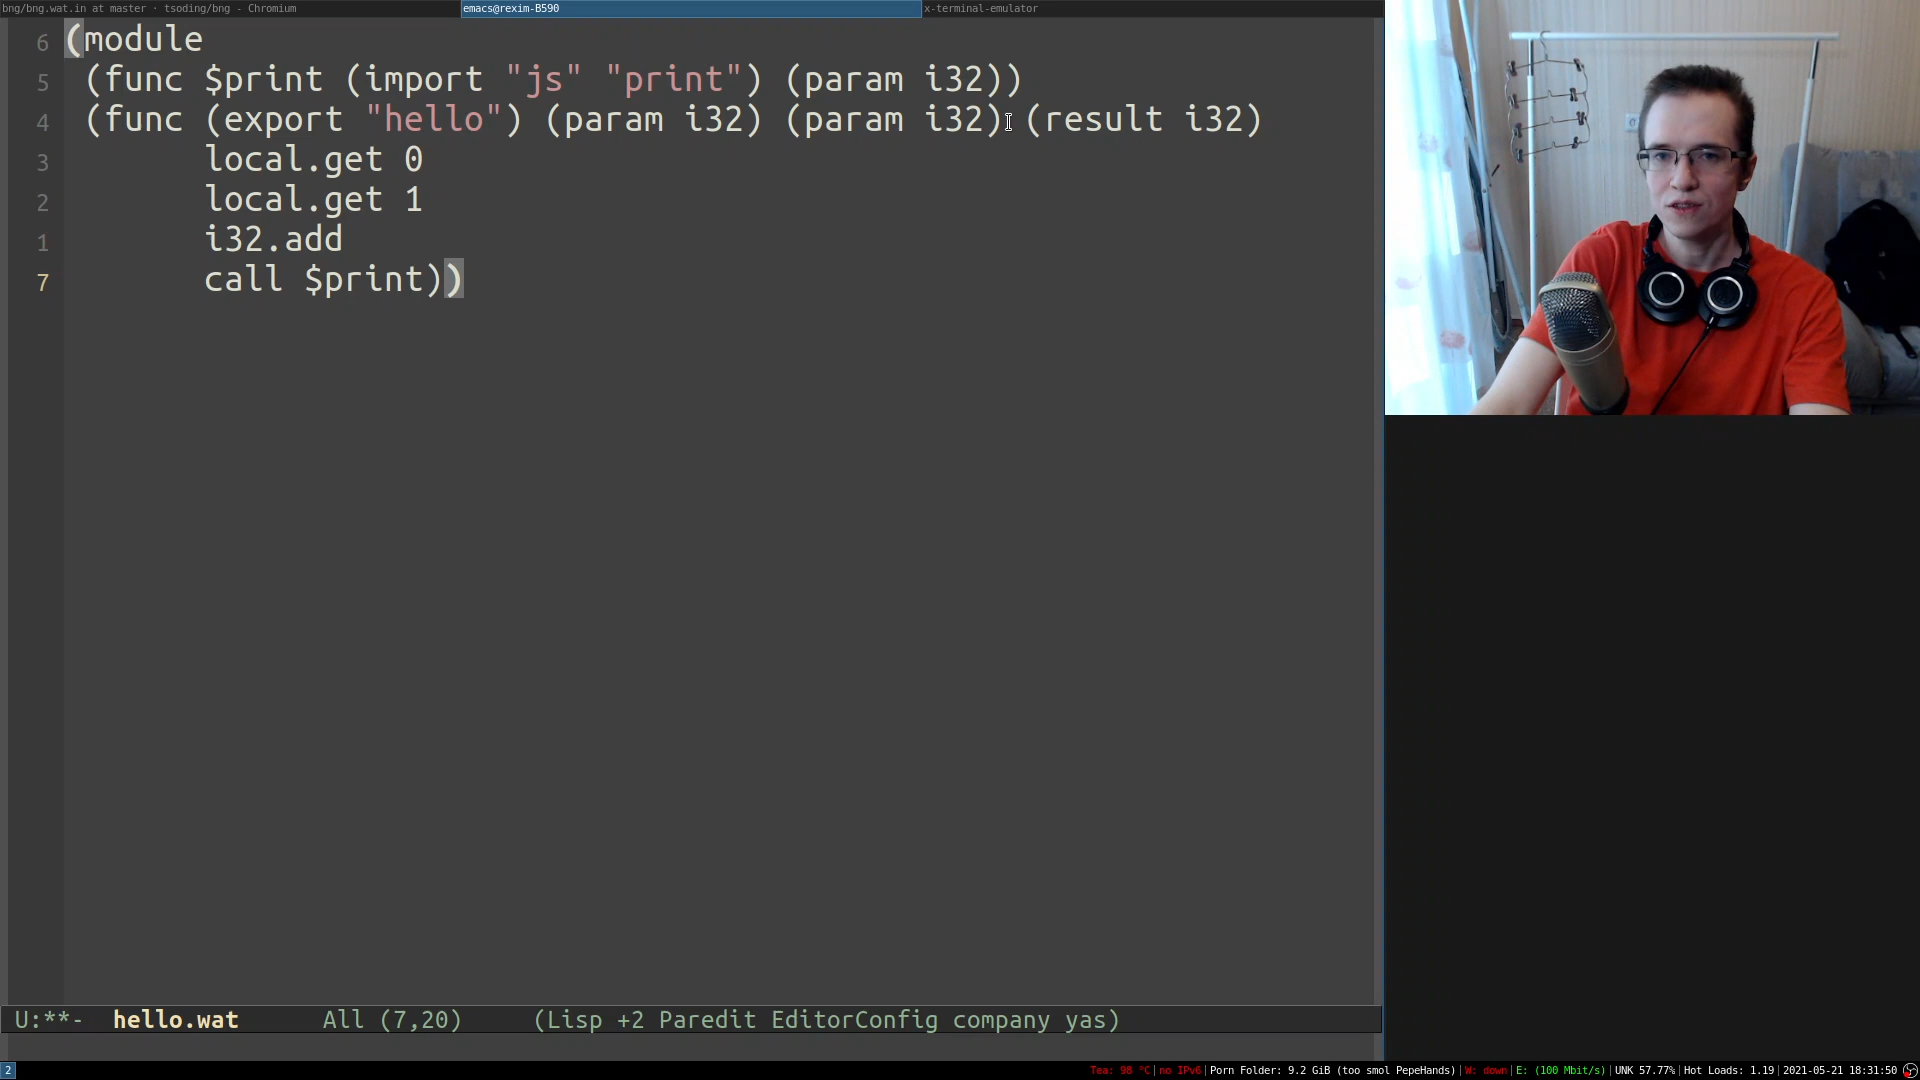 bng/bng.wat.in at master · tsoding/bng - Chromium
emacs@rexim-B590
x-terminal-emulator
6 (module
5 (func $print (import "js" "print") (param i32))
4 (func (export "hello") (param i32) (param i32) (result i32)
3 local.get 0
2 local.get 1
1 i32.add
7 call $print))
U:**- hello.wat All (7,20) (Lisp +2 Paredit EditorConfig company yas)
2
Tea: 98 °C|no IPv6|Porn Folder: 9.2 GiB (too smol PepeHands)|W: down|E: (100 Mbit/s)|UNK 57.77%|Hot Loads: 1.19|2021-05-21 18:31:50